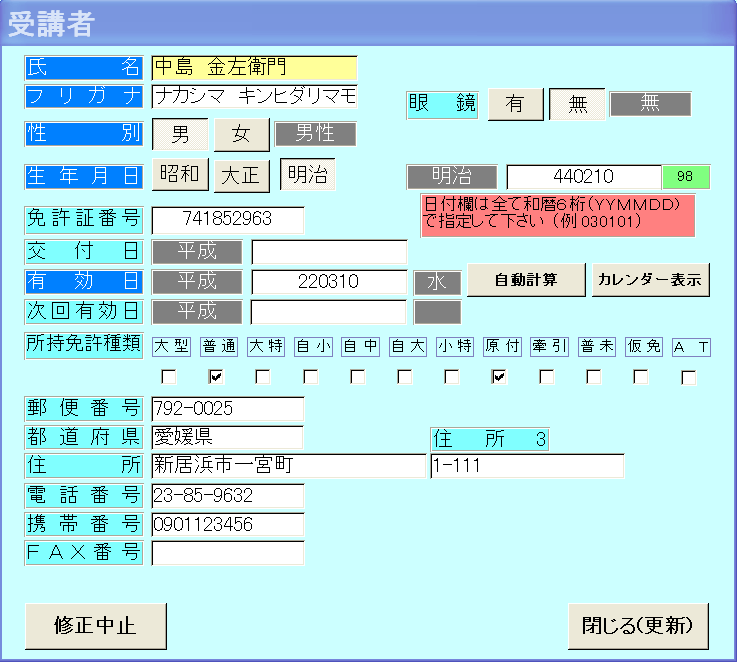 受講者
氏 名 中島 金左衛門
フリガナ ナカシマ キンヒダリマモ
眼 鏡 有 無 無
性 別 男 女 男性
生年月日 昭和 大正 明治 明治 440210 98
日付欄は全て和暦6桁(YYMMDD)
で指定して下さい (例 030101)
免許証番号 741852963
交 付 日 平成
有 効 日 平成 220310 水 自動計算 カレンダー表示
次回有効日 平成
所持免許種類 大型 普通 大特 自小 自中 自大 小特 原付 牽引 普未 仮免 AT
郵便番号 792-0025
都道府県 愛媛県
住 所 3
住 所 新居浜市一宮町 1-111
電話番号 23-85-9632
携帯番号 0901123456
FAX番号
修正中止 閉じる(更新)